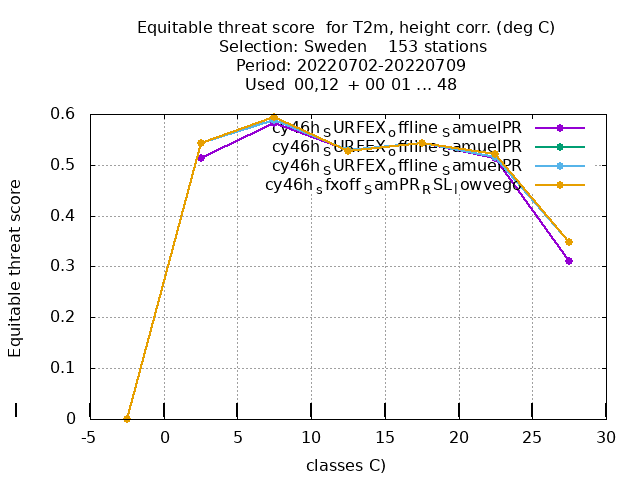 Equitable threat score  for T2m, height corr. (deg C)
Selection: Sweden    153 stations
Period: 20220702-20220709
Used  00,12  + 00 01 ... 48
Equitable threat score
0.6
0.5
0.4
0.3
0.2
0.1
0
cy46h_SURFEX_offline_SamuelPR
cy46h_SURFEX_offline_SamuelPR
cy46h_SURFEX_offline_SamuelPR
cy46h_sfxoff_SamPR_RSL_lowvego
-5 0 5 10 15 20 25 30
classes C)